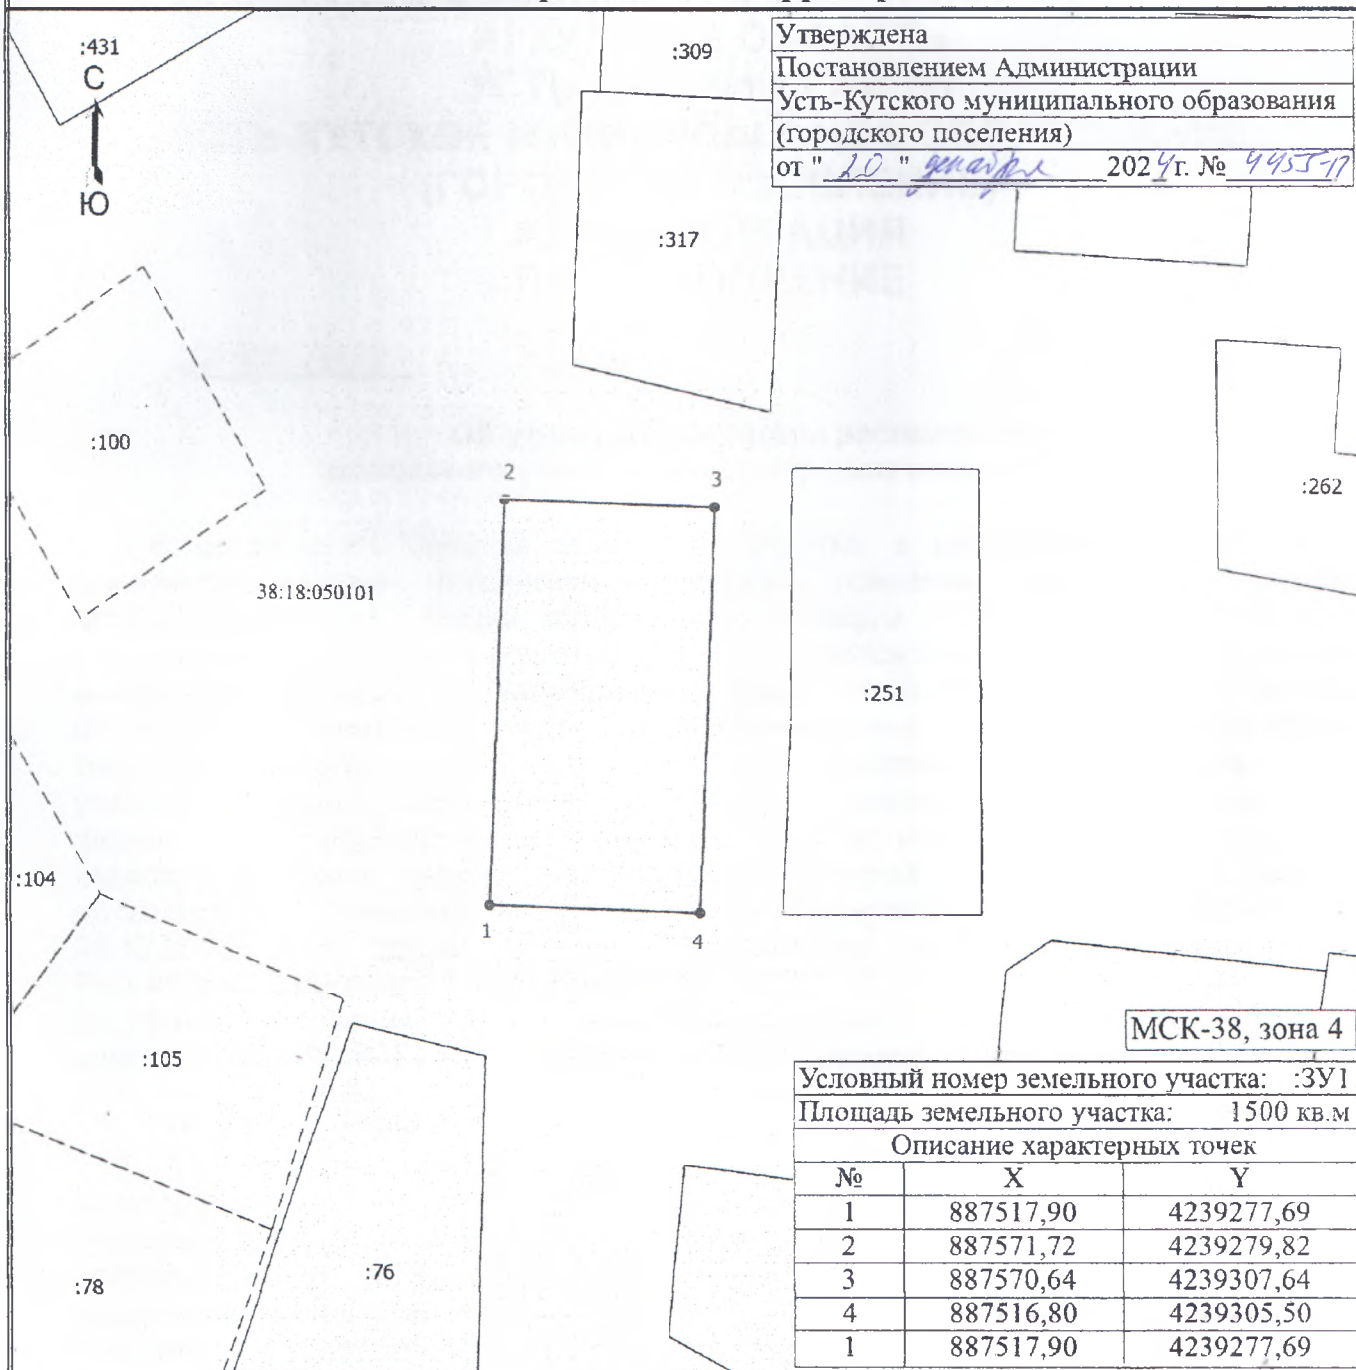 :431
С
Ю
:309
Утверждена
Постановлением Администрации
Усть-Кутского муниципального образования
(городского поселения)
от " 20 " декабря 2024г. № 4455-П
:317
:100
:262
2
3
38:18:050101
:251
:104
1
4
:105
МСК-38, зона 4
Условный номер земельного участка: :ЗУ1
Площадь земельного участка: 1500 кв.м
Описание характерных точек
№ X Y
1 887517,90 4239277,69
2 887571,72 4239279,82
3 887570,64 4239307,64
4 887516,80 4239305,50
1 887517,90 4239277,69
:76
:78